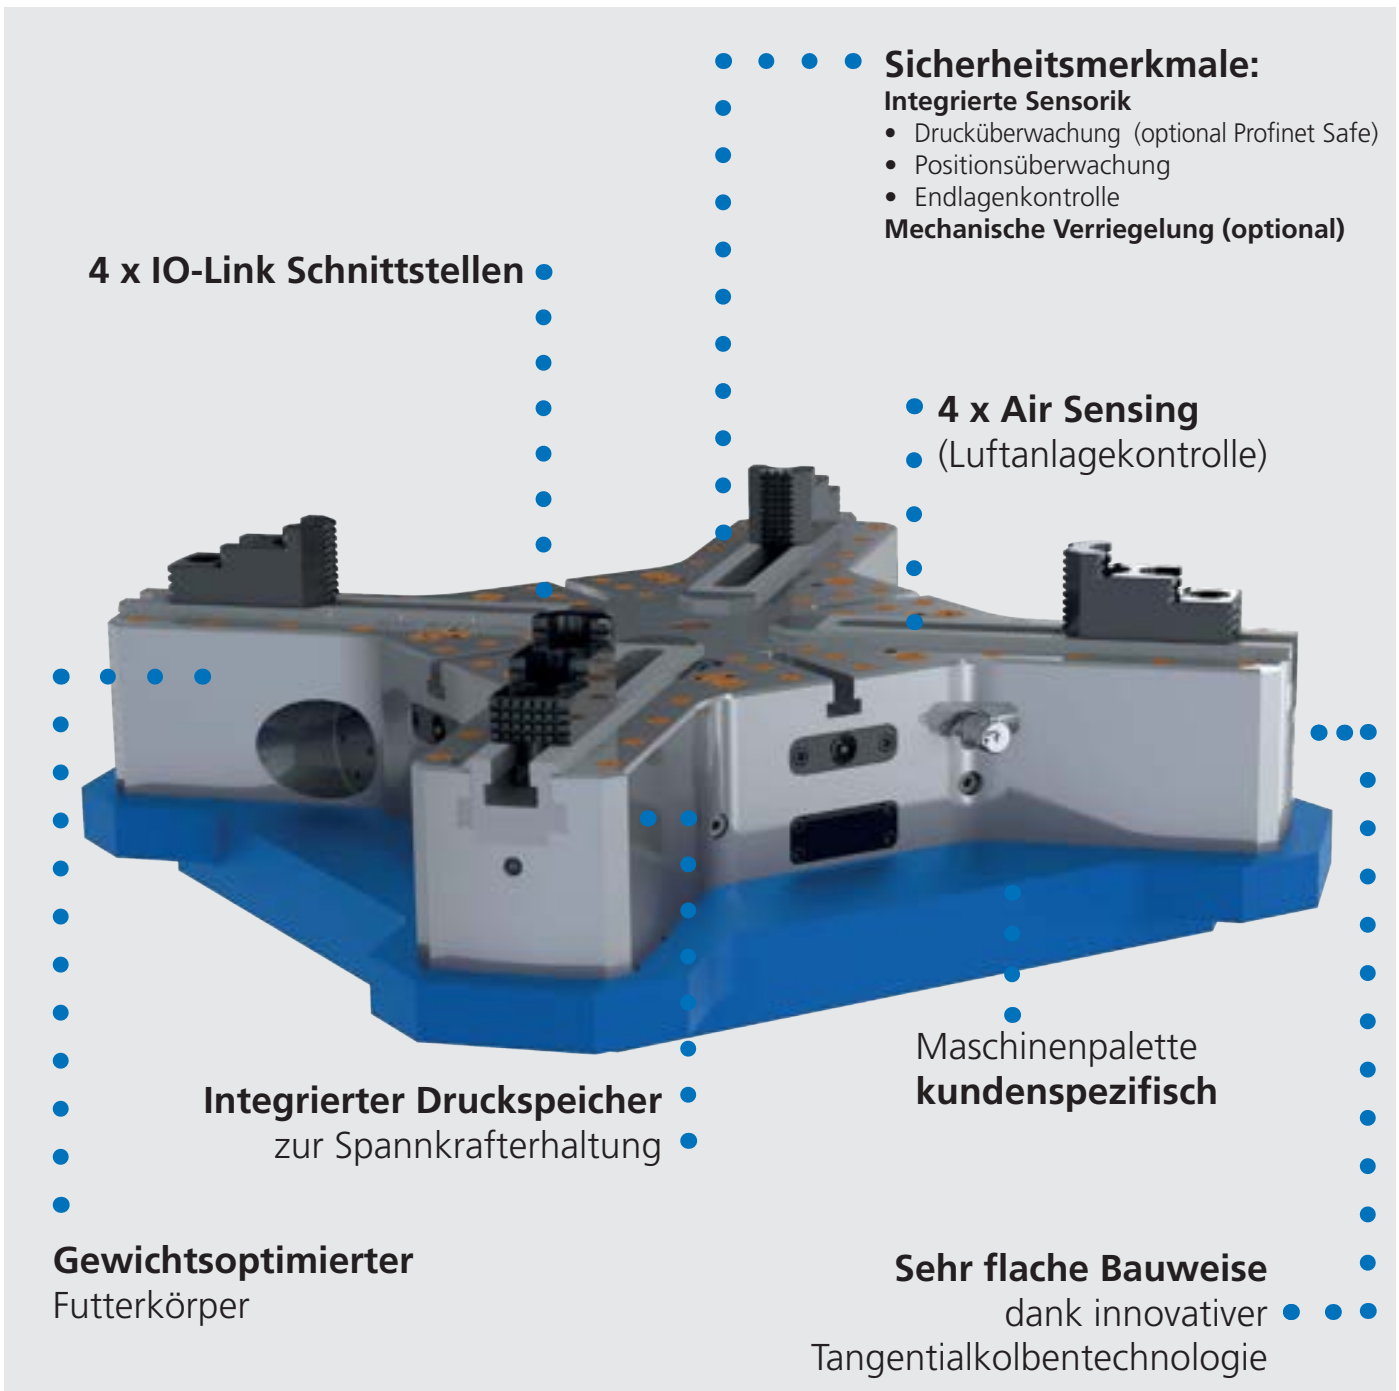 Sicherheitsmerkmale:
Integrierte Sensorik
• Drucküberwachung (optional Profinet Safe)
• Positionsüberwachung
• Endlagenkontrolle
Mechanische Verriegelung (optional)
4 x IO-Link Schnittstellen
4 x Air Sensing
(Luftanlagekontrolle)
Maschinenpalette
kundenspezifisch
Integrierter Druckspeicher
zur Spannkrafterhaltung
Gewichtsoptimierter
Futterkörper
Sehr flache Bauweise
dank innovativer
Tangentialkolbentechnologie